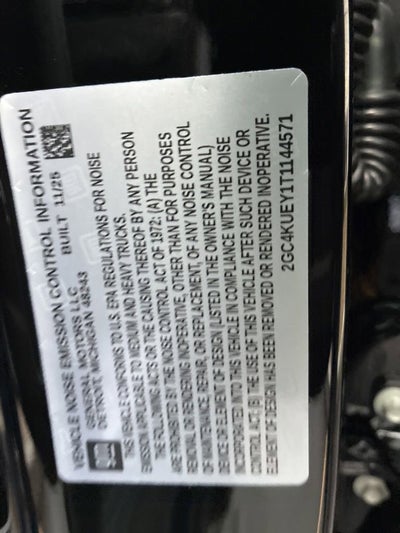 VEHICLE NOISE EMISSION CONTROL INFORMATION
GENERAL MOTORS LLC BUILT 11/25
DETROIT, MICHIGAN 48243
THIS VEHICLE CONFORMS TO U.S. EPA REGULATIONS FOR NOISE
EMISSION APPLICABLE TO MEDIUM AND HEAVY TRUCKS.
THE FOLLOWING ACTS OR THE CAUSING THEREOF BY ANY PERSON
ARE PROHIBITED BY THE NOISE CONTROL ACT OF 1972: (A) THE
REMOVAL OR RENDERING INOPERATIVE, OTHER THAN FOR PURPOSES
OF MAINTENANCE, REPAIR, OR REPLACEMENT, OF ANY NOISE CONTROL
DEVICE OR ELEMENT OF DESIGN (LISTED IN THE OWNER'S MANUAL)
INCORPORATED INTO THIS VEHICLE IN COMPLIANCE WITH THE NOISE
CONTROL ACT; (B) THE USE OF THIS VEHICLE AFTER SUCH DEVICE OR
ELEMENT OF DESIGN HAS BEEN REMOVED OR RENDERED INOPERATIVE.
2GC4KUEY1T1144571